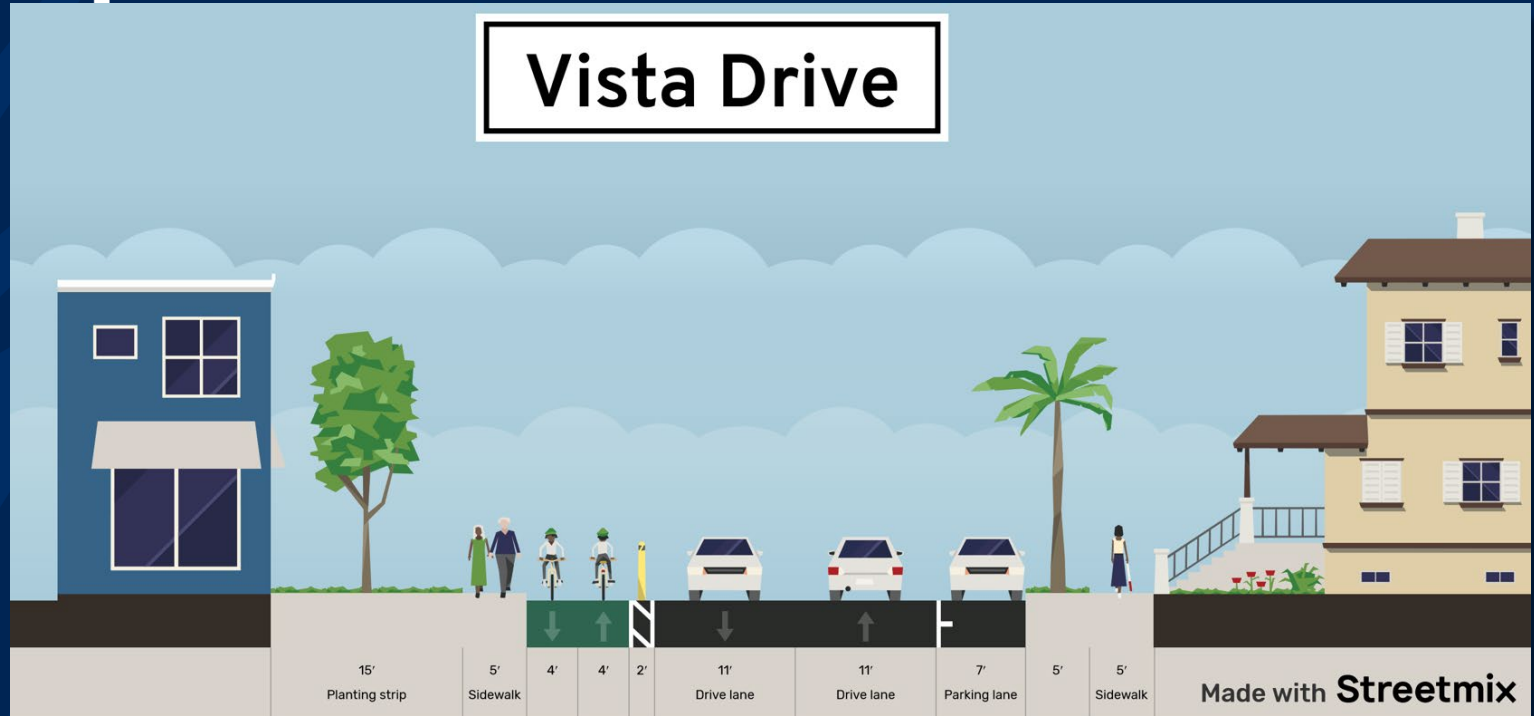 Vista Drive
15′ 5′ 4′ 4′ 2′ 11′ 11′ 7′ 5′ 5′
Planting strip Sidewalk Drive lane Drive lane Parking lane Sidewalk
Made with Streetmix